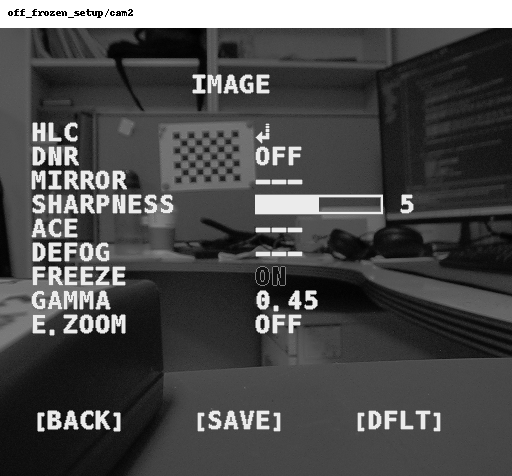 off_frozen_setup/cam2
IMAGE
HLC ↲
DNR OFF
MIRROR ---
SHARPNESS 5
ACE ---
DEFOG ---
FREEZE ON
GAMMA 0.45
E.ZOOM OFF
[BACK] [SAVE] [DFLT]